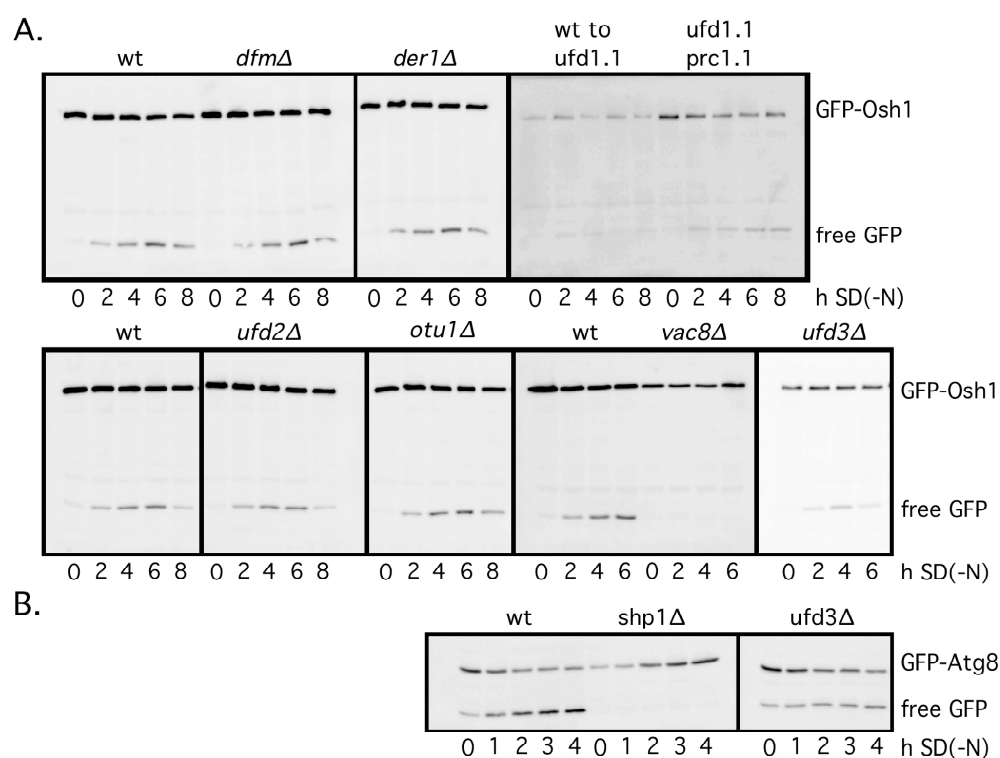 A.
wt to ufd1.1
wt dfmΔ der1Δ ufd1.1 prc1.1
GFP-Osh1
free GFP
0 2 4 6 8 0 2 4 6 8 0 2 4 6 8 0 2 4 6 8 0 2 4 6 8 h SD(-N)
wt ufd2Δ otu1Δ wt vac8Δ ufd3Δ
GFP-Osh1
free GFP
0 2 4 6 8 0 2 4 6 8 0 2 4 6 8 0 2 4 6 0 2 4 6 0 2 4 6 h SD(-N)
B.
wt shp1Δ ufd3Δ
GFP-Atg8
free GFP
0 1 2 3 4 0 1 2 3 4 0 1 2 3 4 h SD(-N)